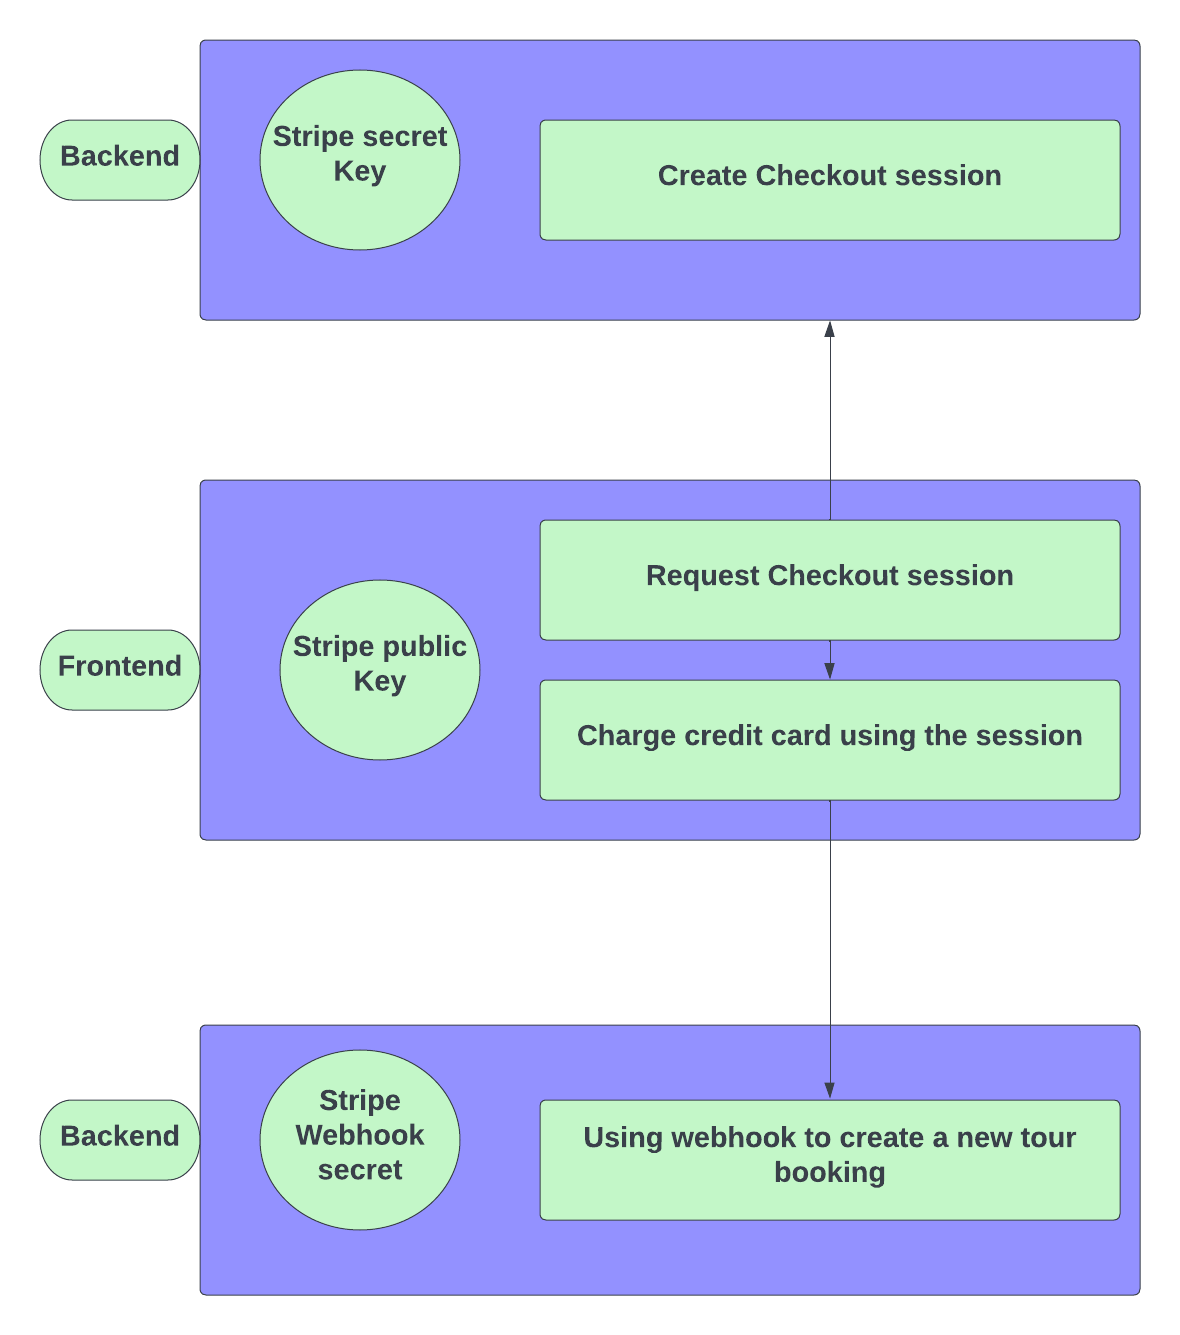 Backend
Stripe secret
Key
Create Checkout session
Frontend
Stripe public
Key
Request Checkout session
Charge credit card using the session
Backend
Stripe
Webhook
secret
Using webhook to create a new tour
booking